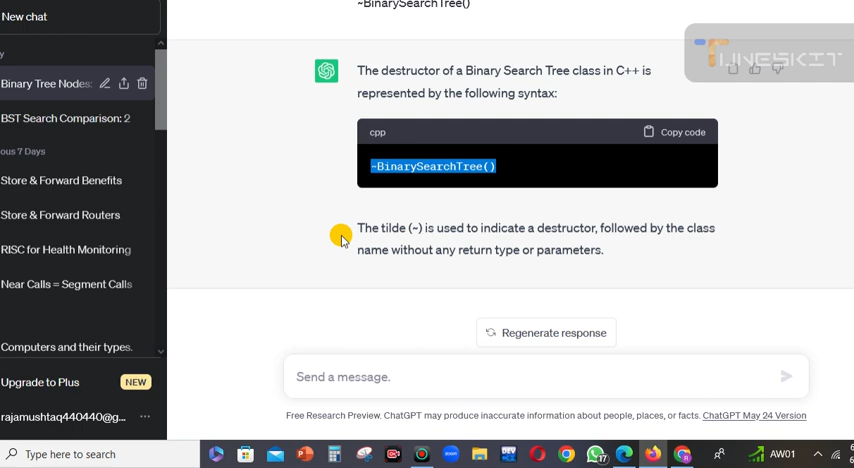 ~BinarySearchTree()
New chat
TUNESKIT
Binary Tree Nodes:
The destructor of a Binary Search Tree class in C++ is
represented by the following syntax:
BST Search Comparison: 2
cpp
Copy code
ous 7 Days
~BinarySearchTree()
Store & Forward Benefits
Store & Forward Routers
The tilde (~) is used to indicate a destructor, followed by the class
name without any return type or parameters.
RISC for Health Monitoring
Near Calls = Segment Calls
Computers and their types.
Regenerate response
Upgrade to Plus
NEW
Send a message.
rajamushtaq440440@g...
Free Research Preview. ChatGPT may produce inaccurate information about people, places, or facts. ChatGPT May 24 Version
Type here to search
DEV
zoom
17
R
AW01